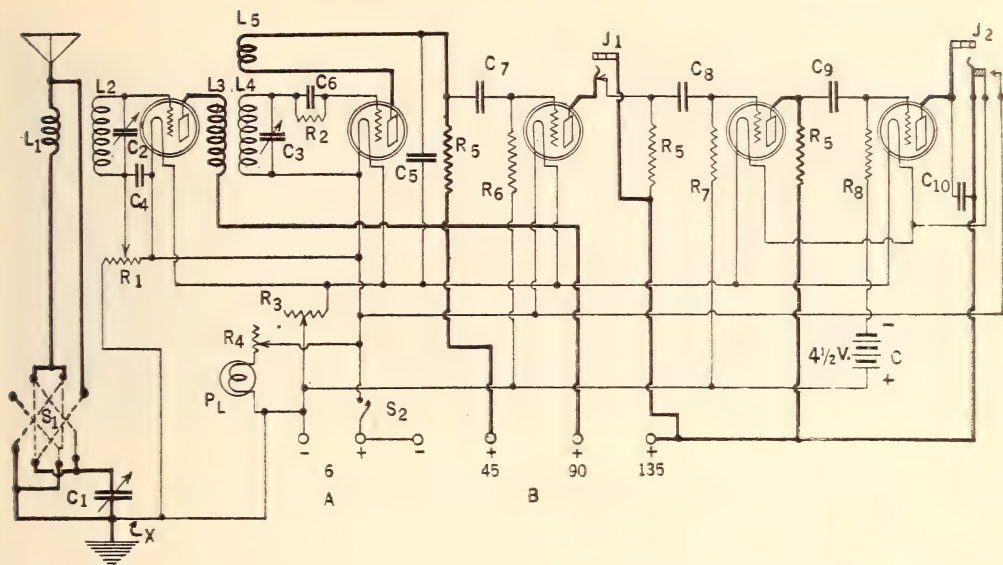 L5
J1
J2
L2
L3
L4
C6
C7
C8
C9
L1
C2
R2
C3
C4
C5
R5
R6
R5
R7
R5
R8
C10
R1
R3
R4
PL
S1
S2
4½V.
-
C
+
C1
X
- + - + + +
6 45 90 135
A B